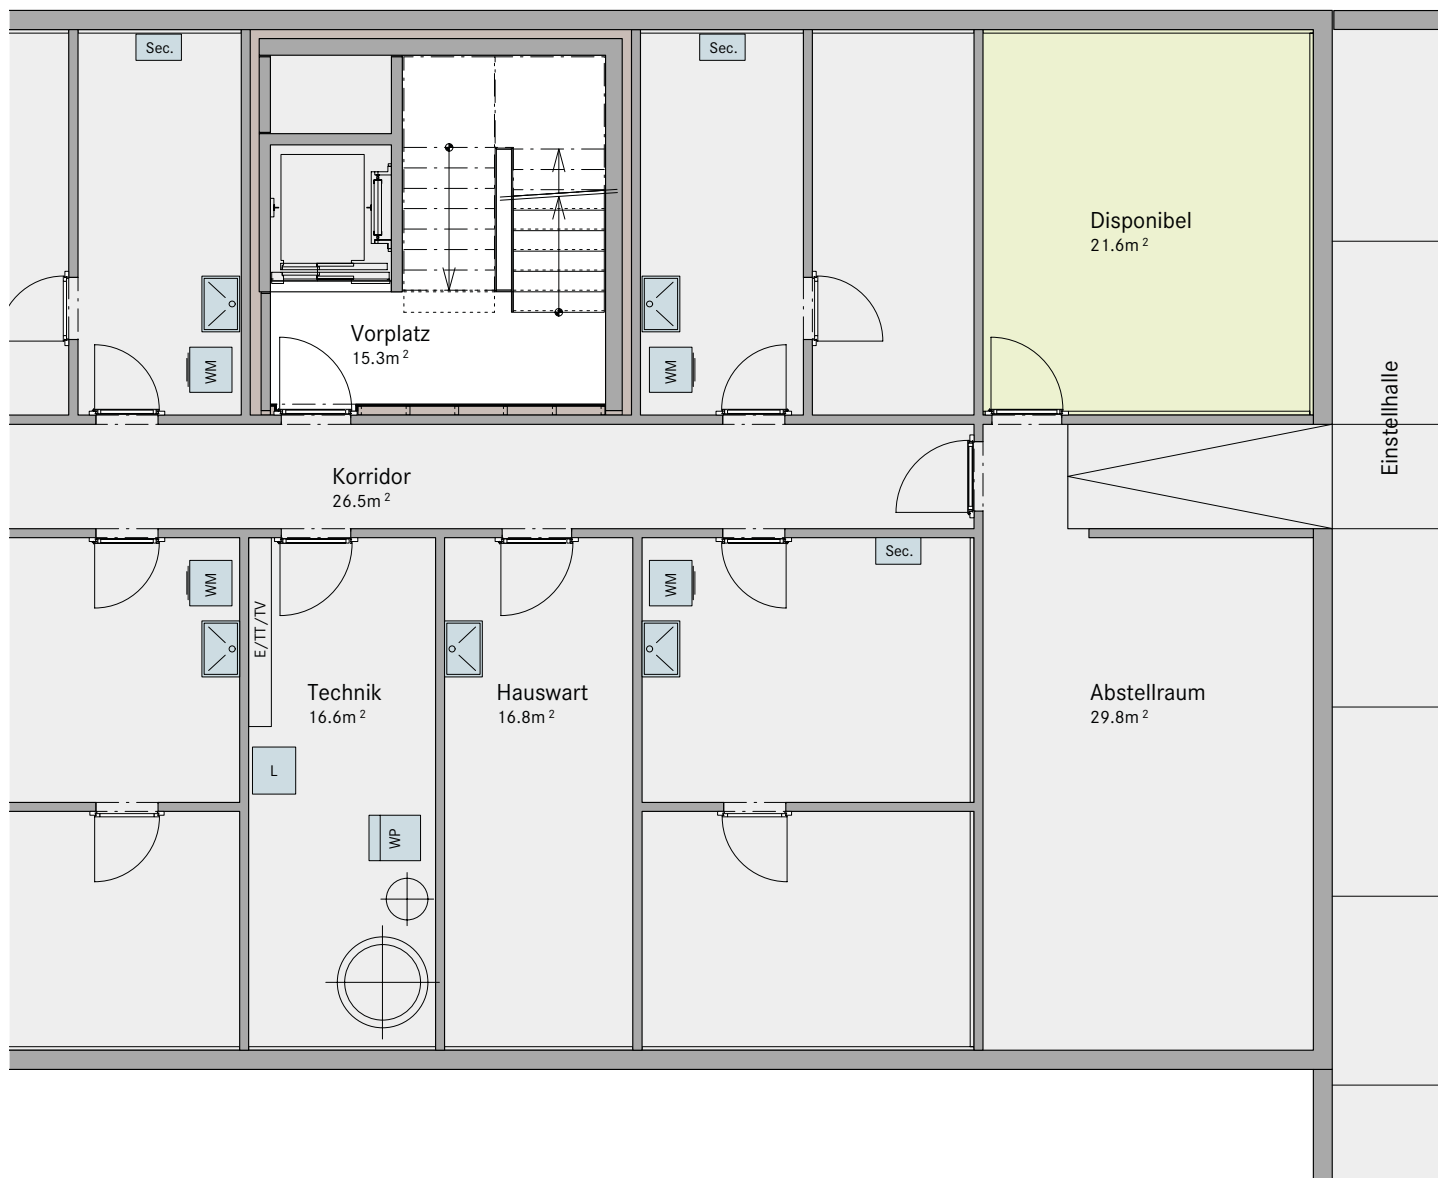 Sec.
Sec.
Disponibel
21.6m²
Vorplatz
15.3m²
WM
WM
Einstellhalle
Korridor
26.5m²
Sec.
WM
WM
E/TT/TV
Technik
16.6m²
Hauswart
16.8m²
Abstellraum
29.8m²
L
WP